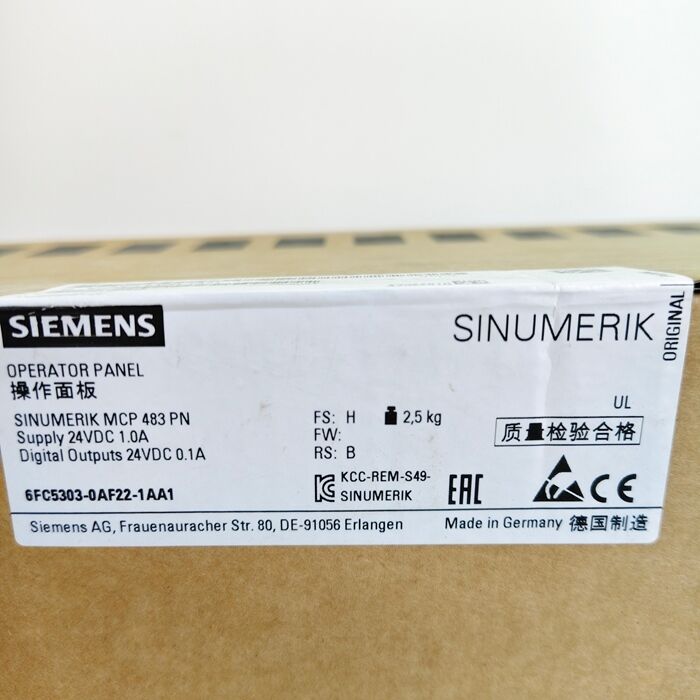 SIEMENS
SINUMERIK
ORIGINAL
OPERATOR PANEL
操作面板
SINUMERIK MCP 483 PN
Supply 24VDC 1.0A
Digital Outputs 24VDC 0.1A
FS: H 2,5 kg
FW:
RS: B
UL
质量检验合格
6FC5303-0AF22-1AA1
KCC-REM-S49-
SINUMERIK
EAC
CE
Siemens AG, Frauenauracher Str. 80, DE-91056 Erlangen
Made in Germany 德国制造